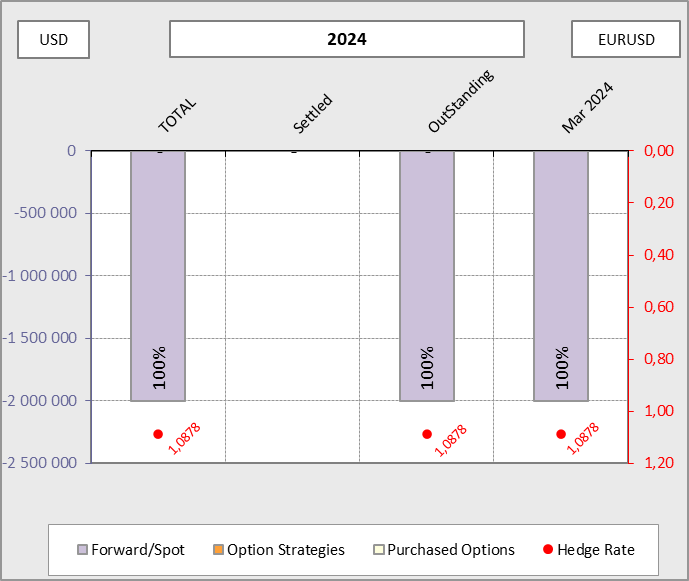 USD
2024
EURUSD
TOTAL
Settled
OutStanding
Mar 2024
0
-500 000
-1 000 000
-1 500 000
-2 000 000
-2 500 000
0,00
0,20
0,40
0,60
0,80
1,00
1,20
100%
100%
100%
1,0878
1,0878
1,0878
Forward/Spot
Option Strategies
Purchased Options
Hedge Rate